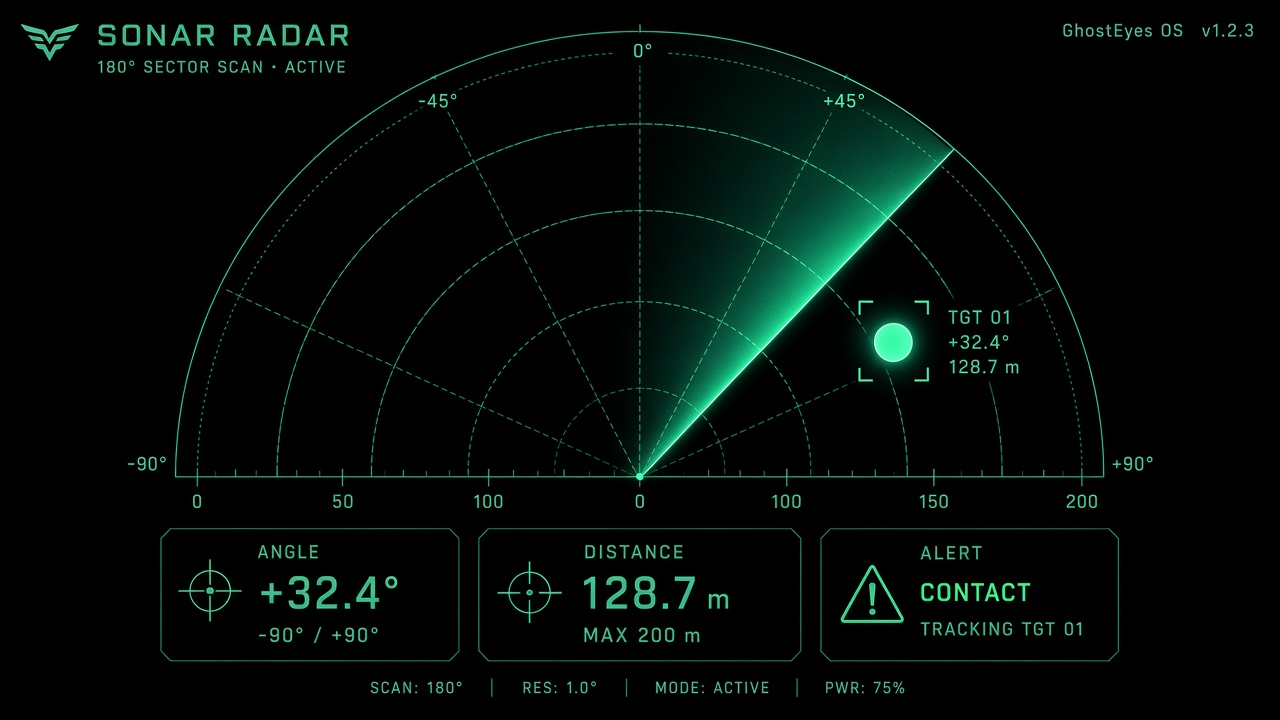 SONAR RADAR
180° SECTOR SCAN • ACTIVE
GhostEyes OS v1.2.3
0°
-45°
+45°
TGT 01
+32.4°
128.7 m
-90°
+90°
0 50 100 0 100 150 200
ANGLE
+32.4°
-90° / +90°
DISTANCE
128.7 m
MAX 200 m
ALERT
CONTACT
TRACKING TGT 01
SCAN: 180° | RES: 1.0° | MODE: ACTIVE | PWR: 75%